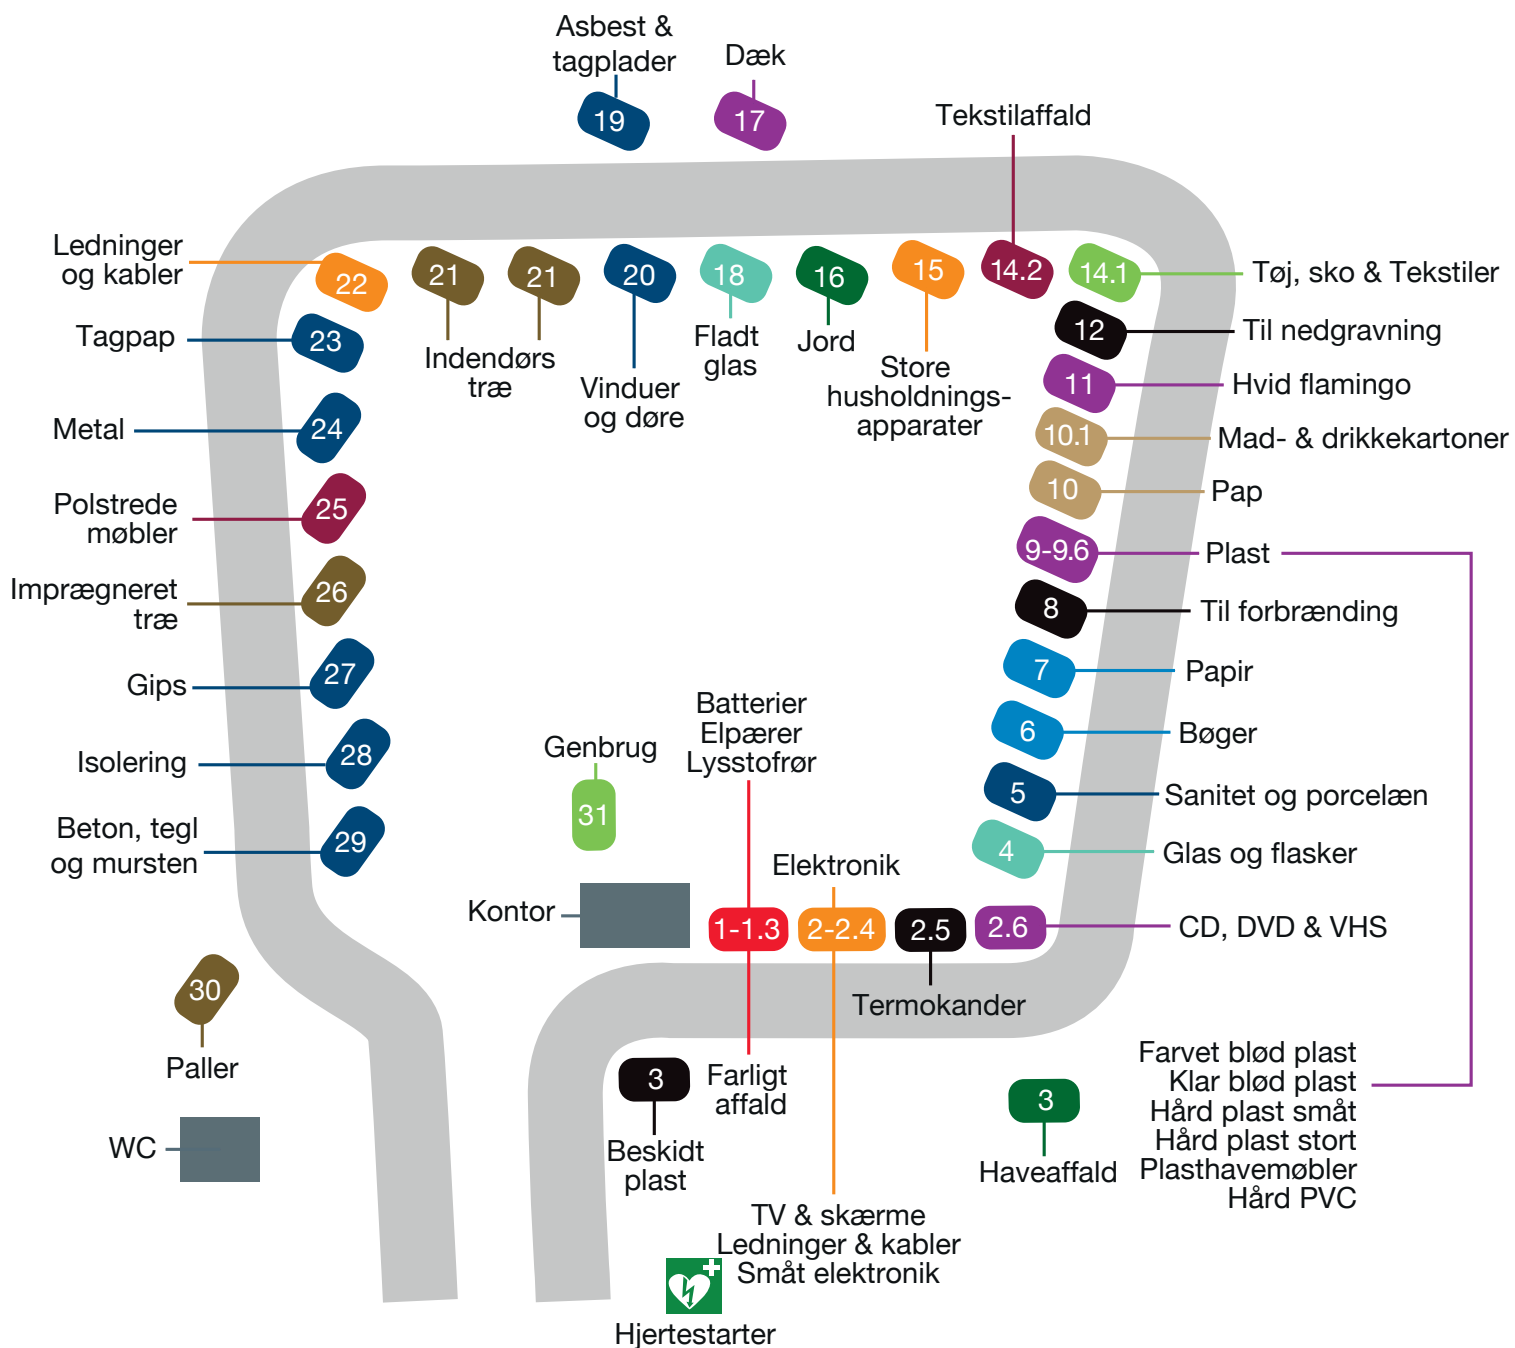 Asbest &
tagplader
19
Dæk
17
Tekstilaffald
14.2
Ledninger
og kabler
22
21
21
Indendørs
træ
20
Vinduer
og døre
18
Fladt
glas
16
Jord
15
Store
husholdnings-
apparater
14.1
Tøj, sko & Tekstiler
12
Til nedgravning
11
Hvid flamingo
10.1
Mad- & drikkekartoner
10
Pap
9-9.6
Plast
8
Til forbrænding
7
Papir
6
Bøger
5
Sanitet og porcelæn
4
Glas og flasker
Tagpap
23
Metal
24
Polstrede
møbler
25
Imprægneret
træ
26
Gips
27
Isolering
28
Beton, tegl
og mursten
29
Genbrug
31
Batterier
Elpærer
Lysstofrør
Kontor
1-1.3
Elektronik
2-2.4
2.5
2.6
CD, DVD & VHS
Termokander
30
Paller
WC
3
Beskidt
plast
Farligt
affald
3
Haveaffald
Farvet blød plast
Klar blød plast
Hård plast småt
Hård plast stort
Plasthavemøbler
Hård PVC
TV & skærme
Ledninger & kabler
Småt elektronik
Hjertestarter